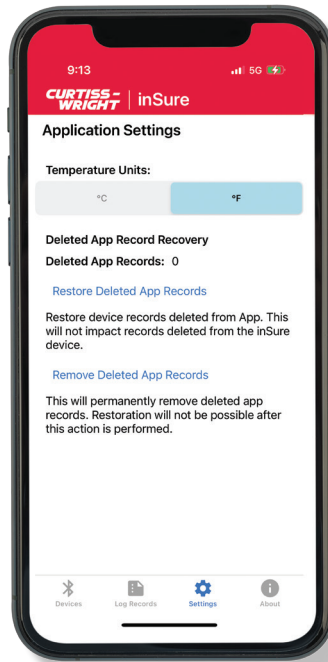 9:13
5G
CURTISS- WRIGHT | inSure
Application Settings
Temperature Units:
°C
°F
Deleted App Record Recovery
Deleted App Records: 0
Restore Deleted App Records
Restore device records deleted from App. This
will not impact records deleted from the inSure
device.
Remove Deleted App Records
This will permanently remove deleted app
records. Restoration will not be possible after
this action is performed.
Devices
Log Records
Settings
About